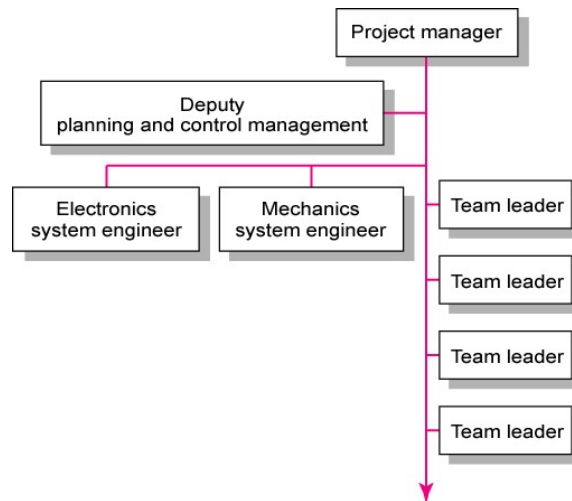 Project manager
Deputy
planning and control management
Electronics
system engineer
Mechanics
system engineer
Team leader
Team leader
Team leader
Team leader